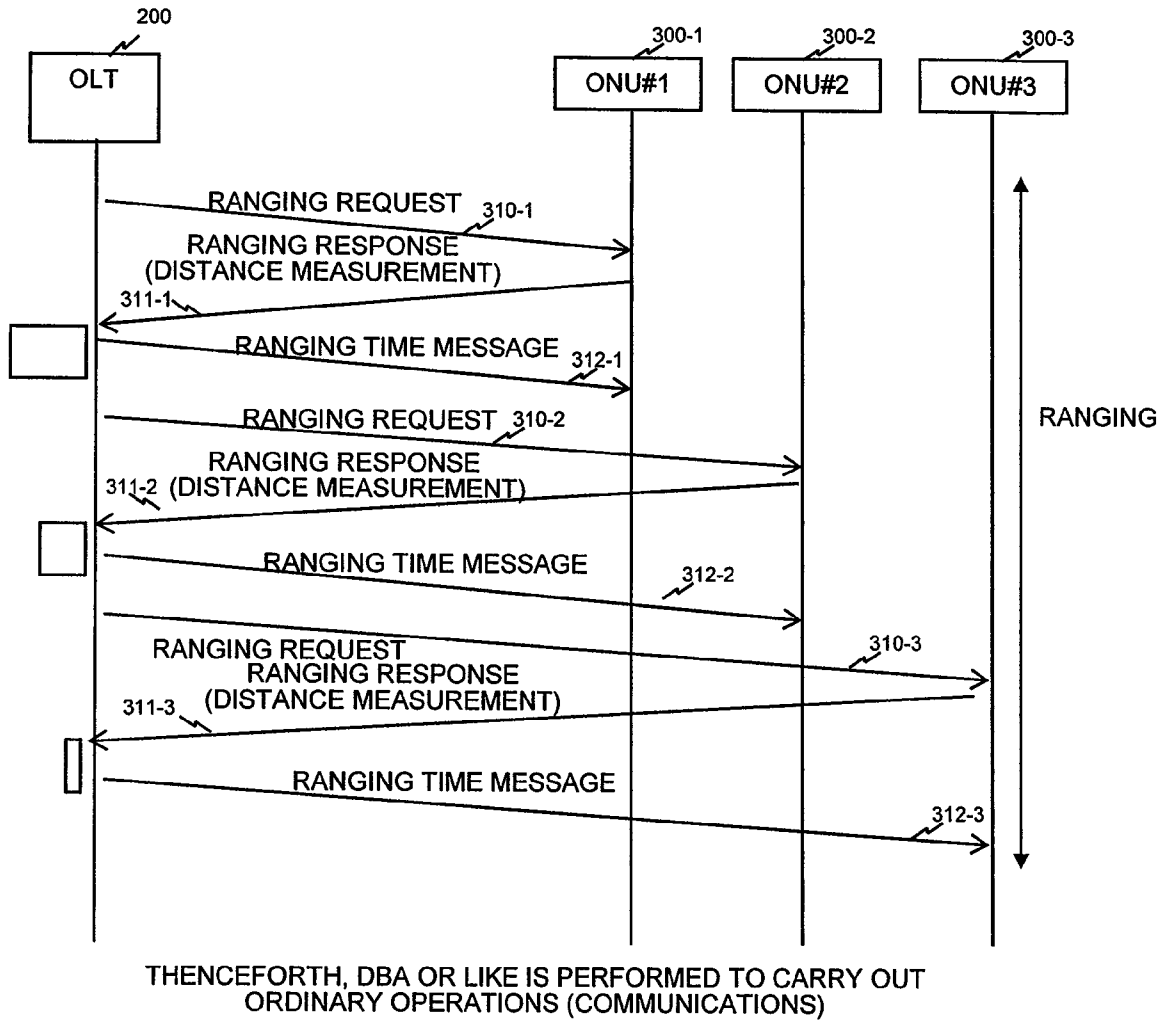 200
300-1
300-2
300-3
OLT
ONU#1
ONU#2
ONU#3
RANGING REQUEST
310-1
RANGING RESPONSE
(DISTANCE MEASUREMENT)
311-1
RANGING TIME MESSAGE
312-1
RANGING REQUEST
310-2
RANGING
RANGING RESPONSE
(DISTANCE MEASUREMENT)
311-2
RANGING TIME MESSAGE
312-2
RANGING REQUEST
310-3
RANGING RESPONSE
(DISTANCE MEASUREMENT)
311-3
RANGING TIME MESSAGE
312-3
THENCEFORTH, DBA OR LIKE IS PERFORMED TO CARRY OUT
ORDINARY OPERATIONS (COMMUNICATIONS)